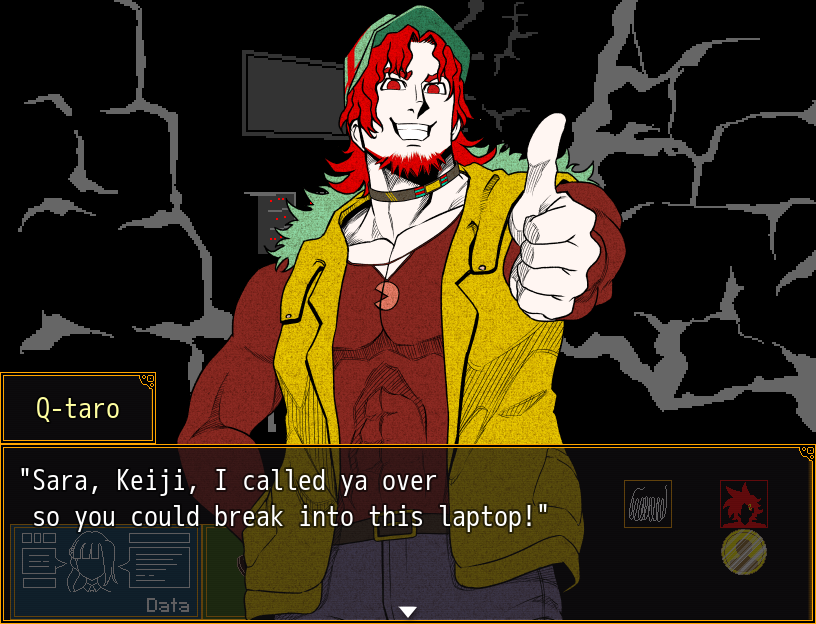 Q-taro
"Sara, Keiji, I called ya over
so you could break into this laptop!"
Data